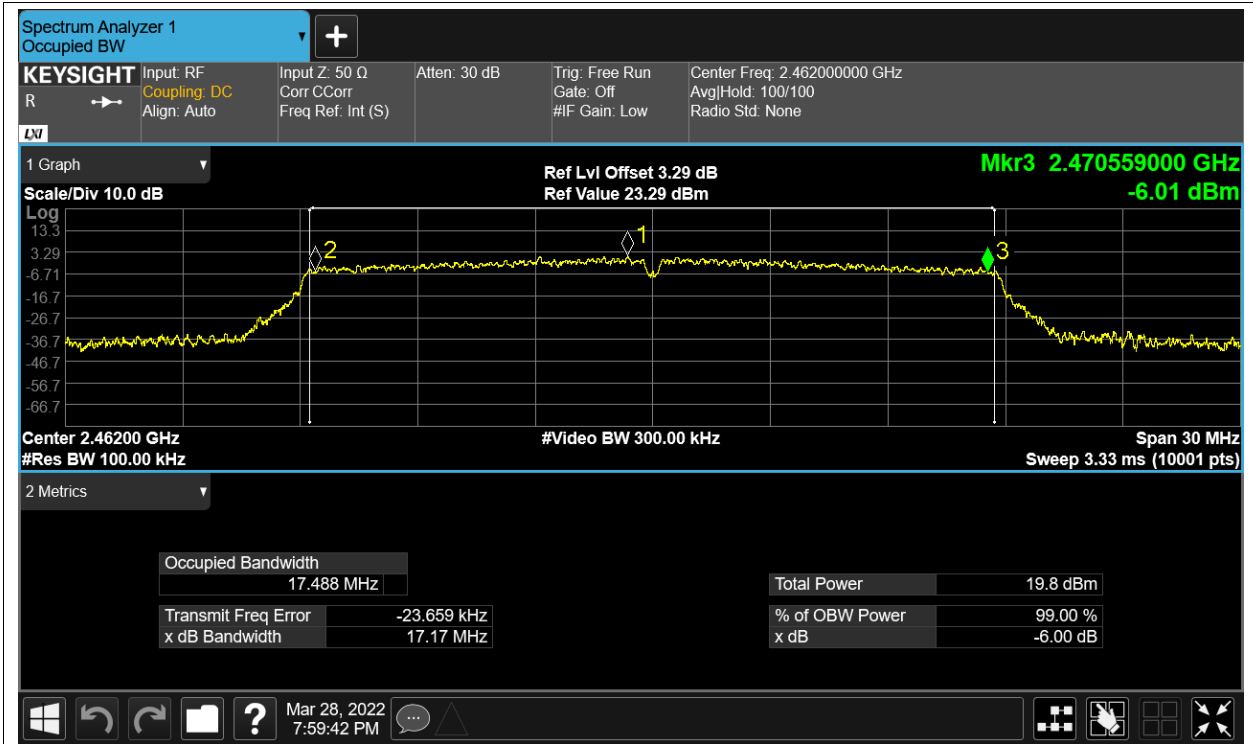 Spectrum Analyzer 1
Occupied BW
KEYSIGHT
R
LXI
Input: RF
Coupling: DC
Align: Auto
Input Z: 50 Ω
Corr CCorr
Freq Ref: Int (S)
Atten: 30 dB
Trig: Free Run
Gate: Off
#IF Gain: Low
Center Freq: 2.462000000 GHz
Avg|Hold: 100/100
Radio Std: None
1 Graph
Scale/Div 10.0 dB
Ref Lvl Offset 3.29 dB
Ref Value 23.29 dBm
Mkr3 2.470559000 GHz
-6.01 dBm
Log
13.3
3.29
-6.71
-16.7
-26.7
-36.7
-46.7
-56.7
-66.7
2
1
3
Center 2.46200 GHz
#Video BW 300.00 kHz
Span 30 MHz
#Res BW 100.00 kHz
Sweep 3.33 ms (10001 pts)
2 Metrics
Occupied Bandwidth
17.488 MHz
Transmit Freq Error -23.659 kHz
x dB Bandwidth 17.17 MHz
Total Power 19.8 dBm
% of OBW Power 99.00 %
x dB -6.00 dB
?
Mar 28, 2022
7:59:42 PM